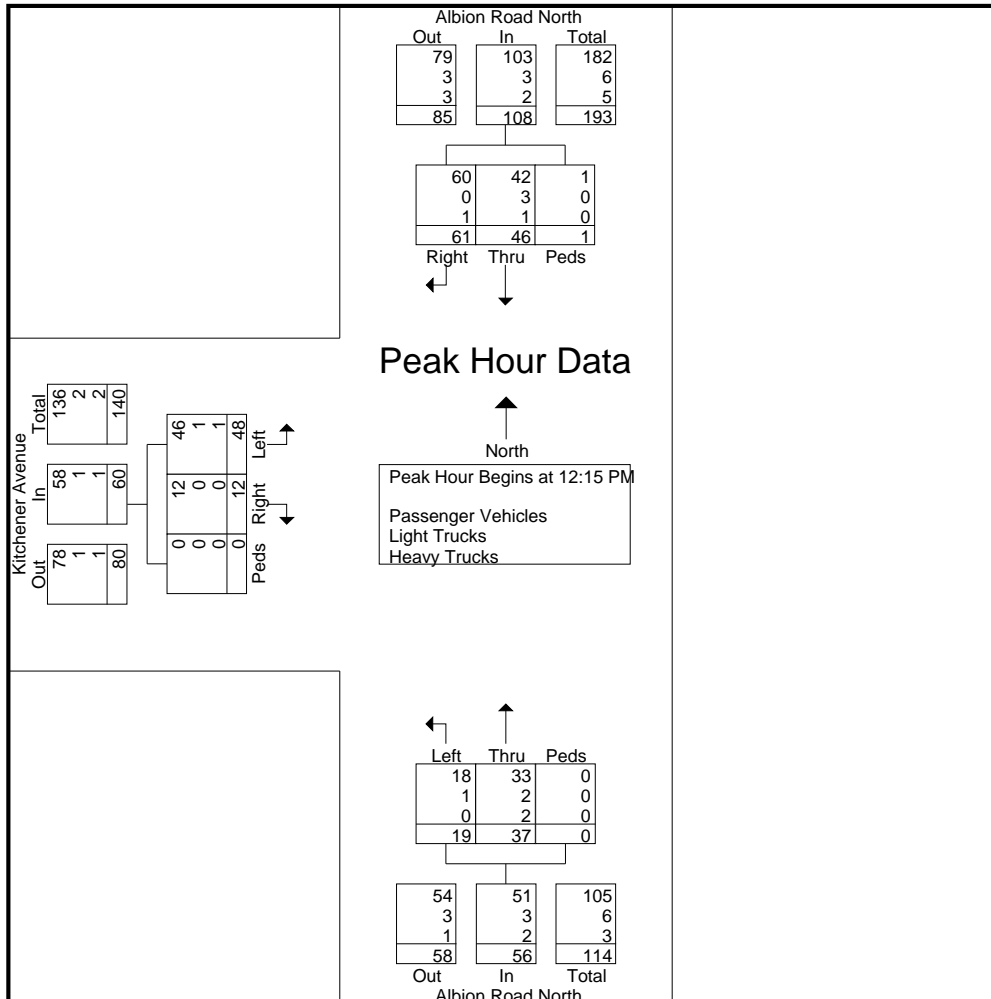 Albion Road North
Out In Total
79 103 182
3 3 6
3 2 5
85 108 193
60 42 1
0 3 0
1 1 0
61 46 1
Right Thru Peds
Peak Hour Data
North
Peak Hour Begins at 12:15 PM
Passenger Vehicles
Light Trucks
Heavy Trucks
Kitchener Avenue
Out In Total
78 58 136
1 1 2
1 1 2
80 60 140
0 12 46
0 0 1
0 0 1
0 12 48
Peds Right Left
Left Thru Peds
18 33 0
1 2 0
0 2 0
19 37 0
54 51 105
3 3 6
1 2 3
58 56 114
Out In Total
Albion Road North